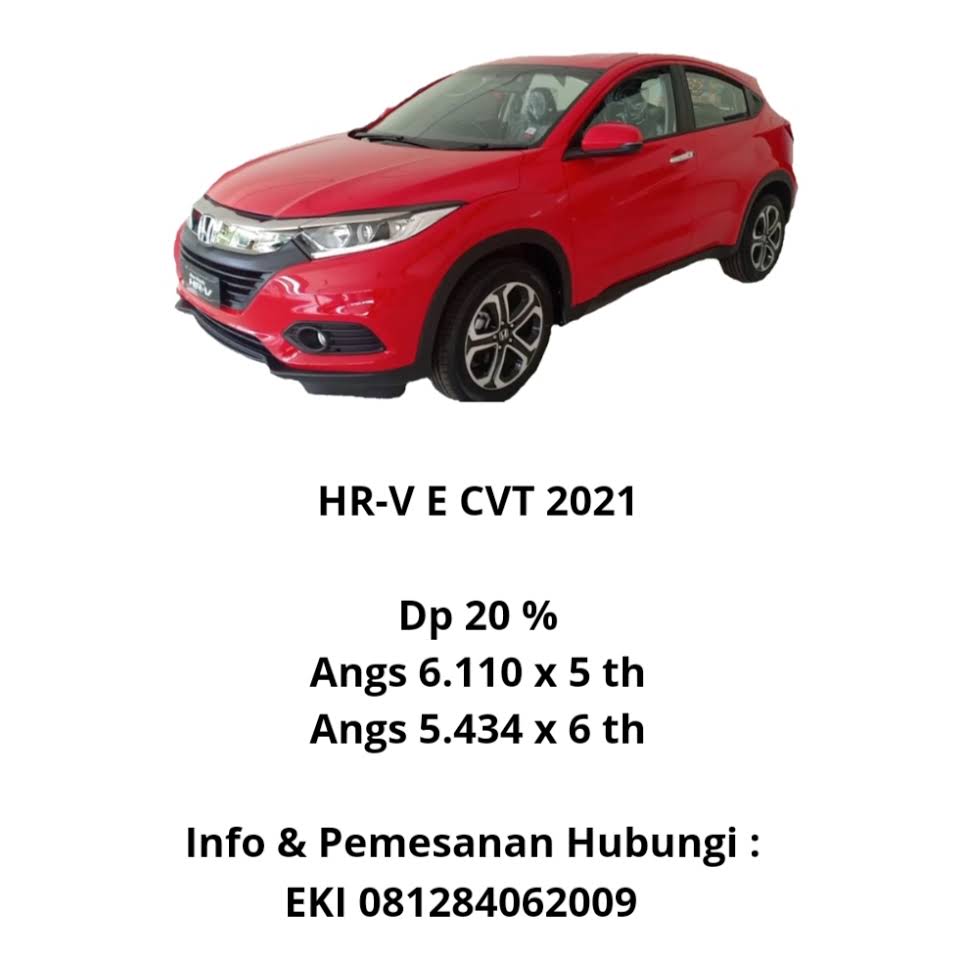 HR-V
HR-V E CVT 2021
Dp 20 %
Angs 6.110 x 5 th
Angs 5.434 x 6 th
Info & Pemesanan Hubungi :
EKI 081284062009